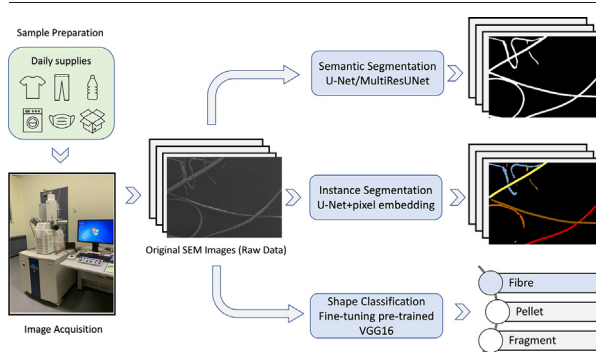 Sample Preparation
Daily supplies
Image Acquisition
Original SEM Images (Raw Data)
Semantic Segmentation
U-Net/MultiResUNet
Instance Segmentation
U-Net+pixel embedding
Shape Classification
Fine-tuning pre-trained
VGG16
Fibre
Pellet
Fragment